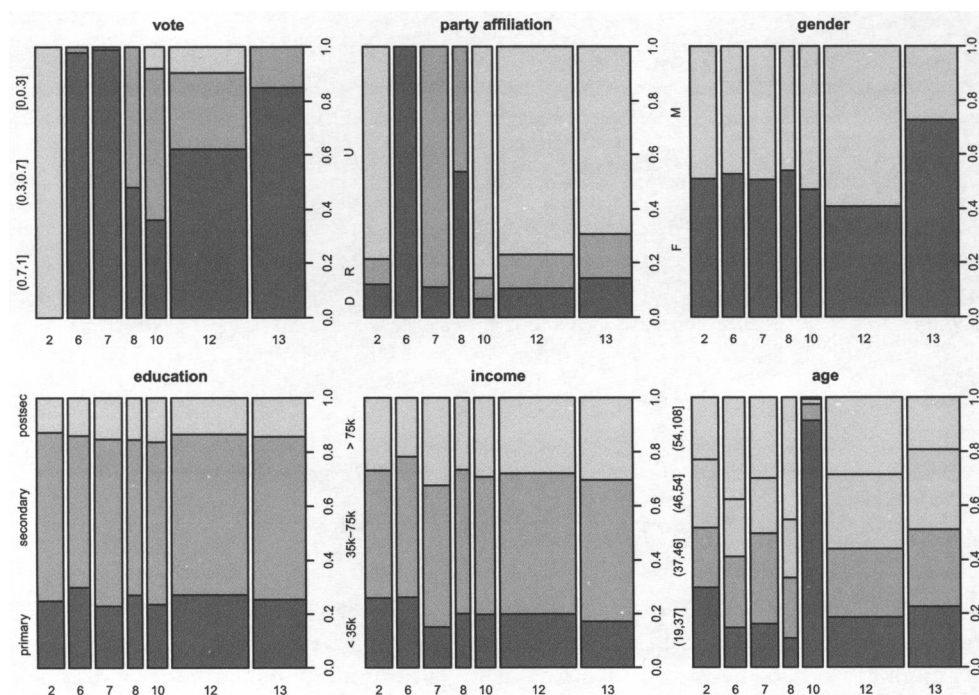 vote
[0,0.3]
(0.3,0.7]
(0.7,1]
0.0 0.2 0.4 0.6 0.8 1.0
2 6 7 8 10 12 13
party affiliation
U
R
D
0.0 0.2 0.4 0.6 0.8 1.0
2 6 7 8 10 12 13
gender
M
F
0.0 0.2 0.4 0.6 0.8 1.0
2 6 7 8 10 12 13
education
postsec
secondary
primary
0.0 0.2 0.4 0.6 0.8 1.0
2 6 7 8 10 12 13
income
> 75k
35k–75k
< 35k
0.0 0.2 0.4 0.6 0.8 1.0
2 6 7 8 10 12 13
age
(54,108]
(46,54]
(37,46]
(19,37]
0.0 0.2 0.4 0.6 0.8 1.0
2 6 7 8 10 12 13